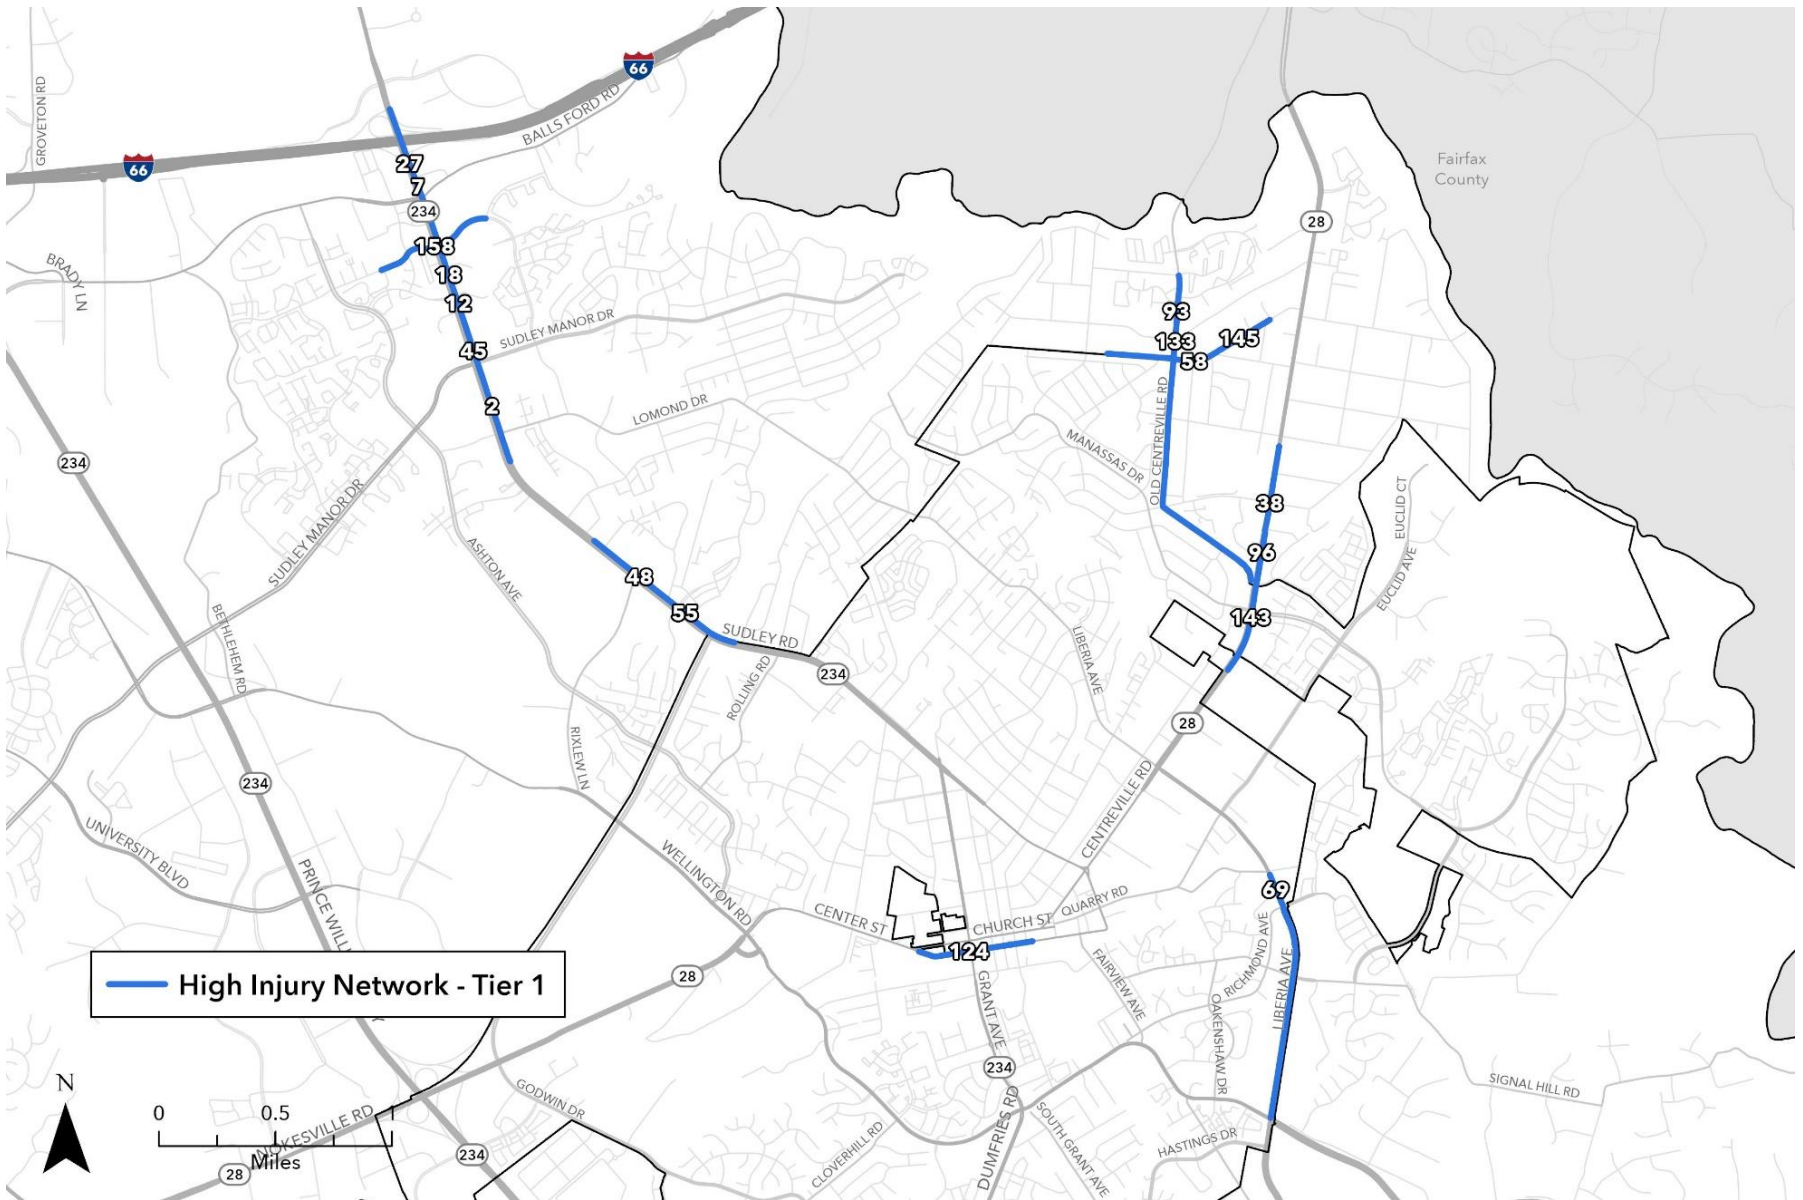 66
GROVETON RD
BALLS FORD RD
66
27
7
234
Fairfax
County
28
158
18
12
BRADY LN
SUDLEY MANOR DR
45
93
133
145
58
2
LOMOND DR
OLD CENTREVILLE RD
MANASSAS DR
234
SUDLEY MANOR DR
38
EUCLID CT
96
EUCLID AVE
ASHTON AVE
48
55
143
BETHLEHEM RD
SUDLEY RD
LIBERIA AVE
234
ROLLING RD
28
RIXLEW LN
234
CENTREVILLE RD
UNIVERSITY BLVD
WELLINGTON RD
69
CENTER ST
CHURCH ST
QUARRY RD
124
RICHMOND AVE
LIBERIA AVE
28
FAIRVIEW AVE
GRANT AVE
OAKENSHAW DR
High Injury Network - Tier 1
234
SIGNAL HILL RD
N
0
0.5
1
Miles
NOKESVILLE RD
GODWIN DR
28
234
CLOVERHILL RD
DUMFRIES RD
SOUTH GRANT AVE
HASTINGS DR